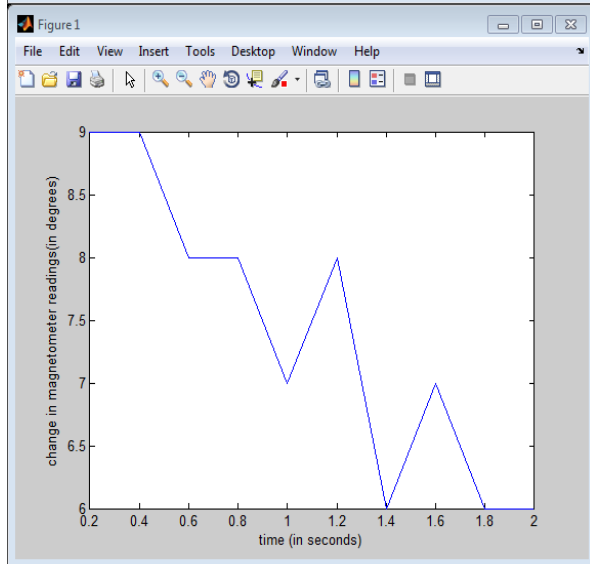 Figure 1
File Edit View Insert Tools Desktop Window Help
9
8.5
8
7.5
7
6.5
6
change in magnetometer readings(in degrees)
0.2 0.4 0.6 0.8 1 1.2 1.4 1.6 1.8 2
time (in seconds)